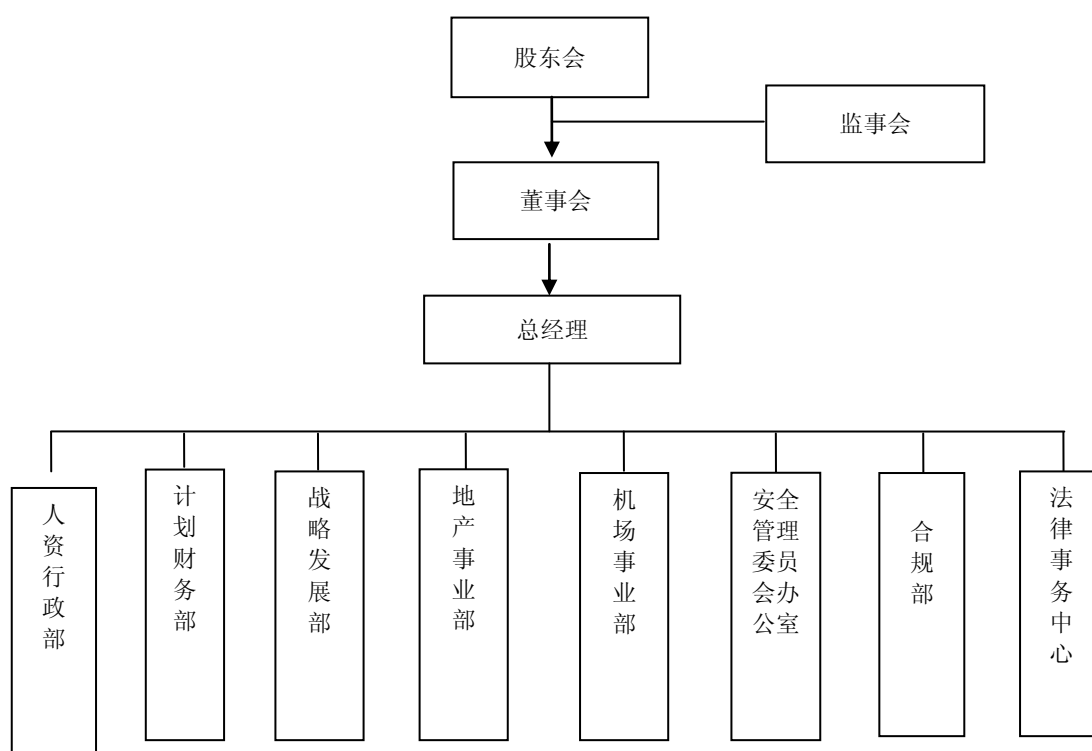 股东会
监事会
董事会
总经理
人资行政部
计划财务部
战略发展部
地产事业部
机场事业部
安全
管理
委员
会办
公室
合规部
法律事务中心